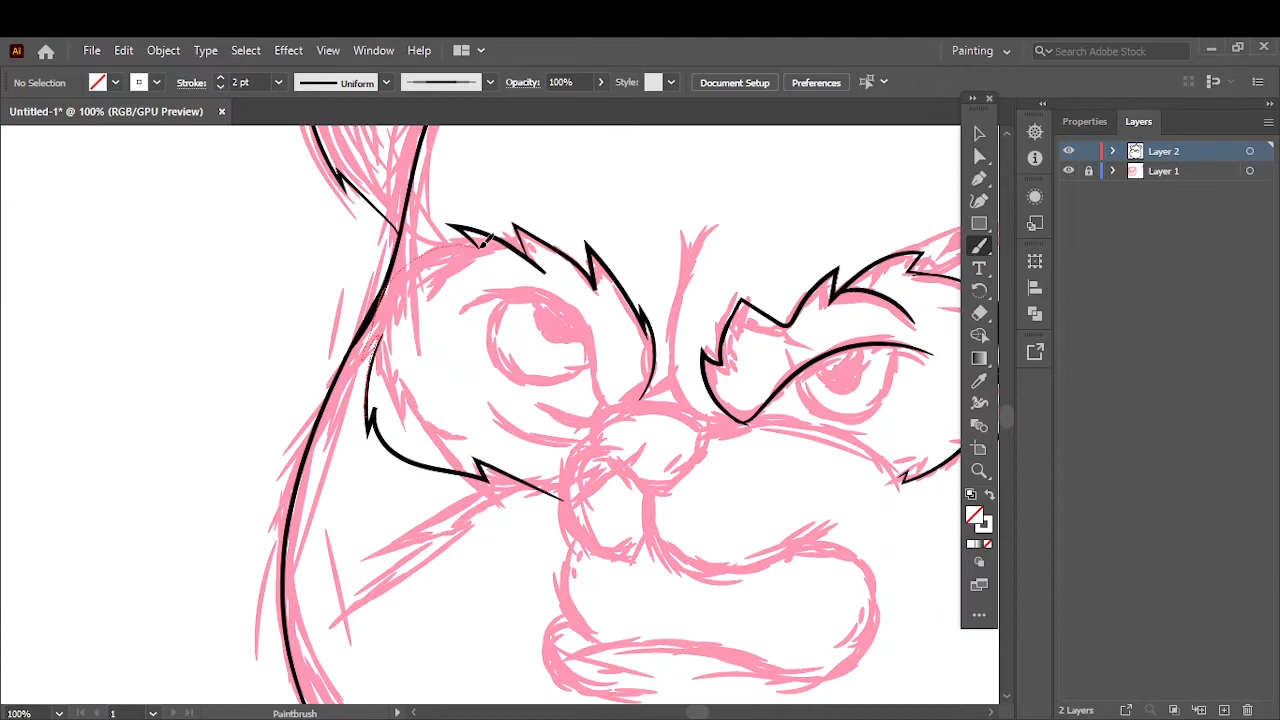 Ai File Edit Object Type Select Effect View Window Help Painting Search Adobe Stock
No Selection Stroke: 2 pt Uniform Opacity: 100% Style: Document Setup Preferences
Untitled-1* @ 100% (RGB/GPU Preview)
Properties Layers
Layer 2
Layer 1
100% 1 Paintbrush 2 Layers